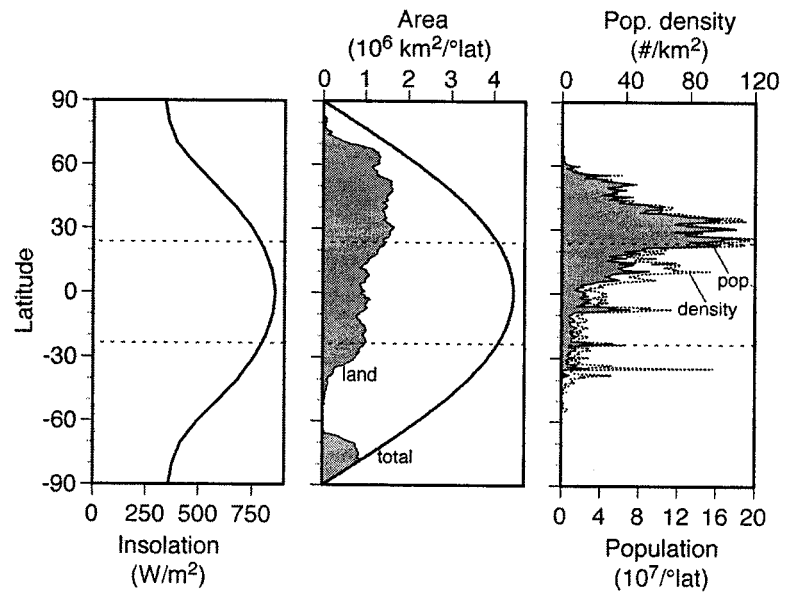 Area
(10⁶ km²/°lat)
0 1 2 3 4
Pop. density
(#/km²)
0 40 80 120
Latitude
90
60
30
0
-30
-60
-90
land
total
pop.
density
0 250 500 750
Insolation
(W/m²)
0 4 8 12 16 20
Population
(10⁷/°lat)